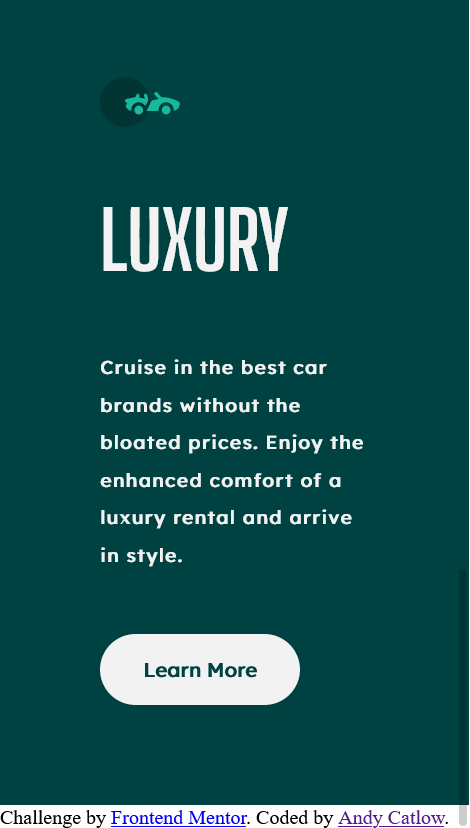 LUXURY
Cruise in the best car
brands without the
bloated prices. Enjoy the
enhanced comfort of a
luxury rental and arrive
in style.
Learn More
Challenge by Frontend Mentor. Coded by Andy Catlow.